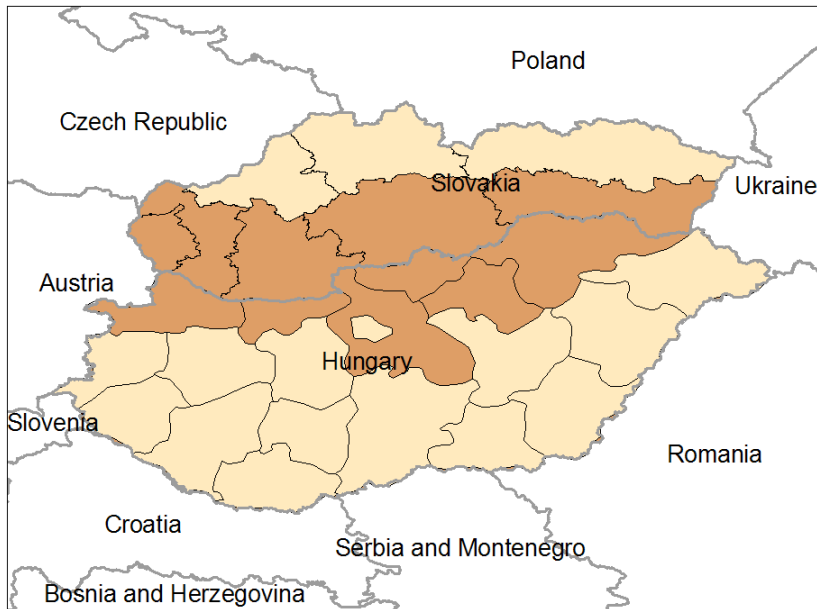 Poland
Czech Republic
Slovakia
Ukraine
Austria
Hungary
Slovenia
Romania
Croatia
Serbia and Montenegro
Bosnia and Herzegovina